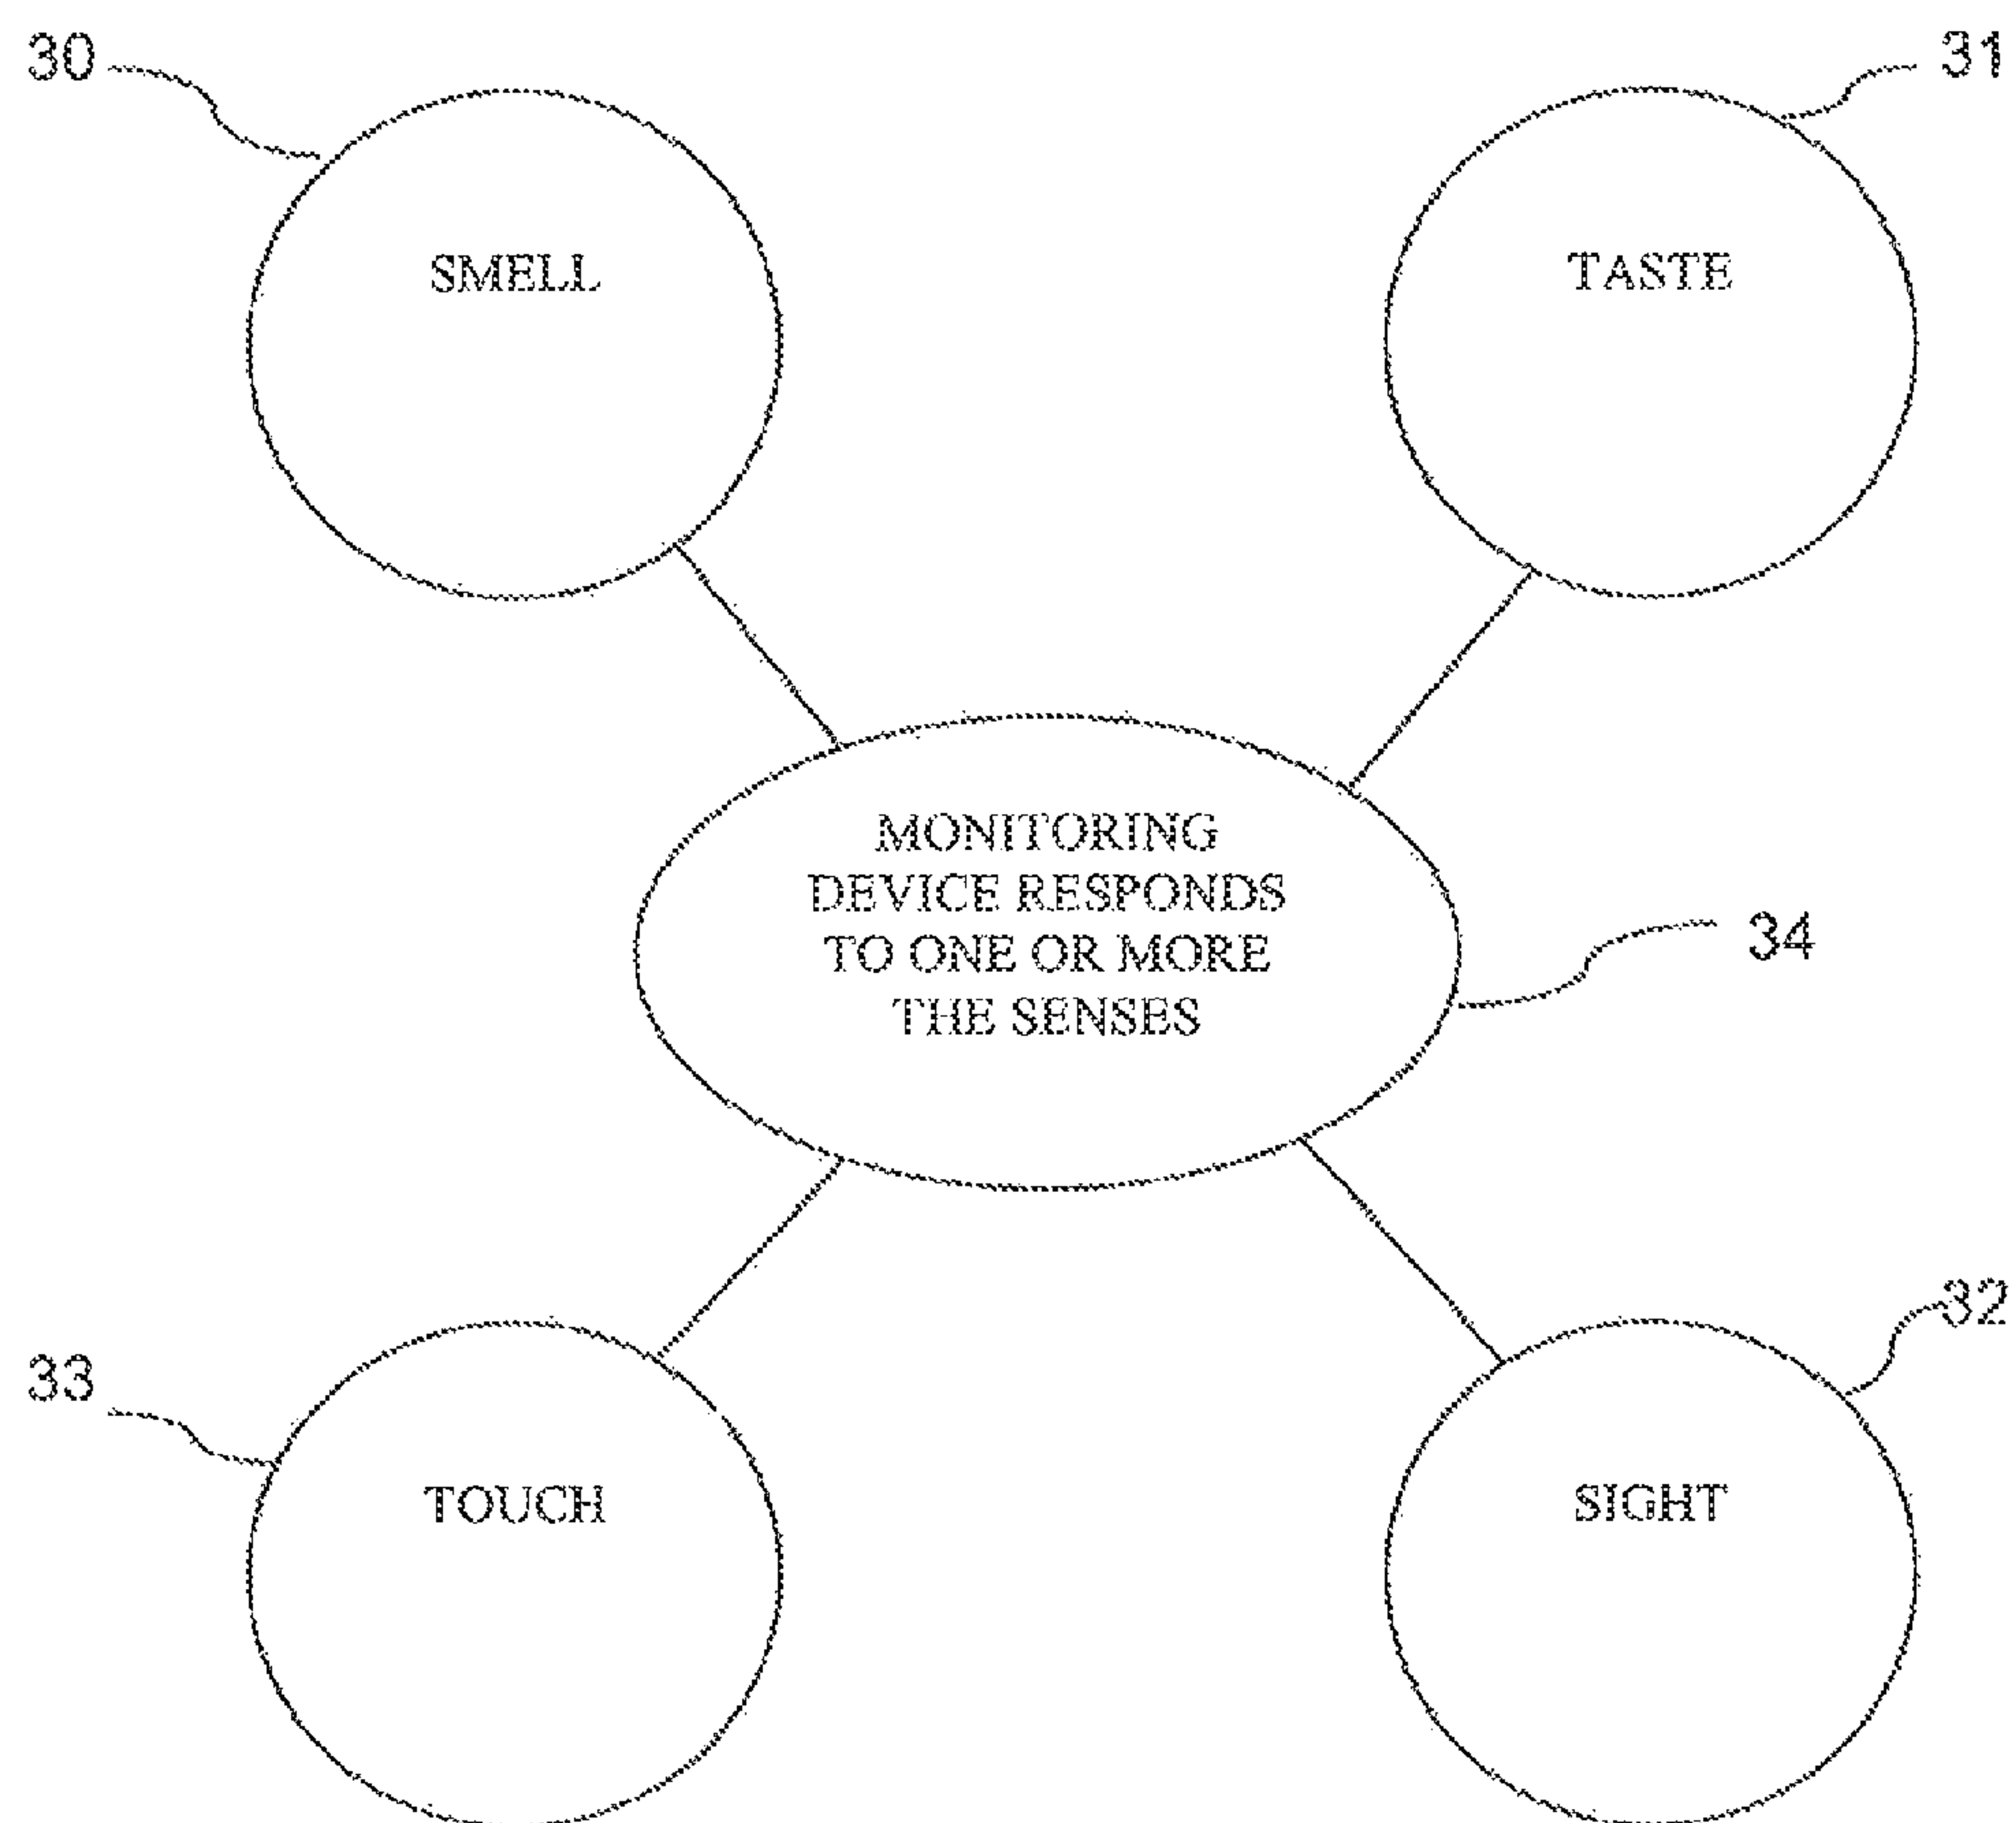 30
31
SMELL
TASTE
MONITORING
DEVICE RESPONDS
TO ONE OR MORE
THE SENSES
34
32
33
TOUCH
SIGHT